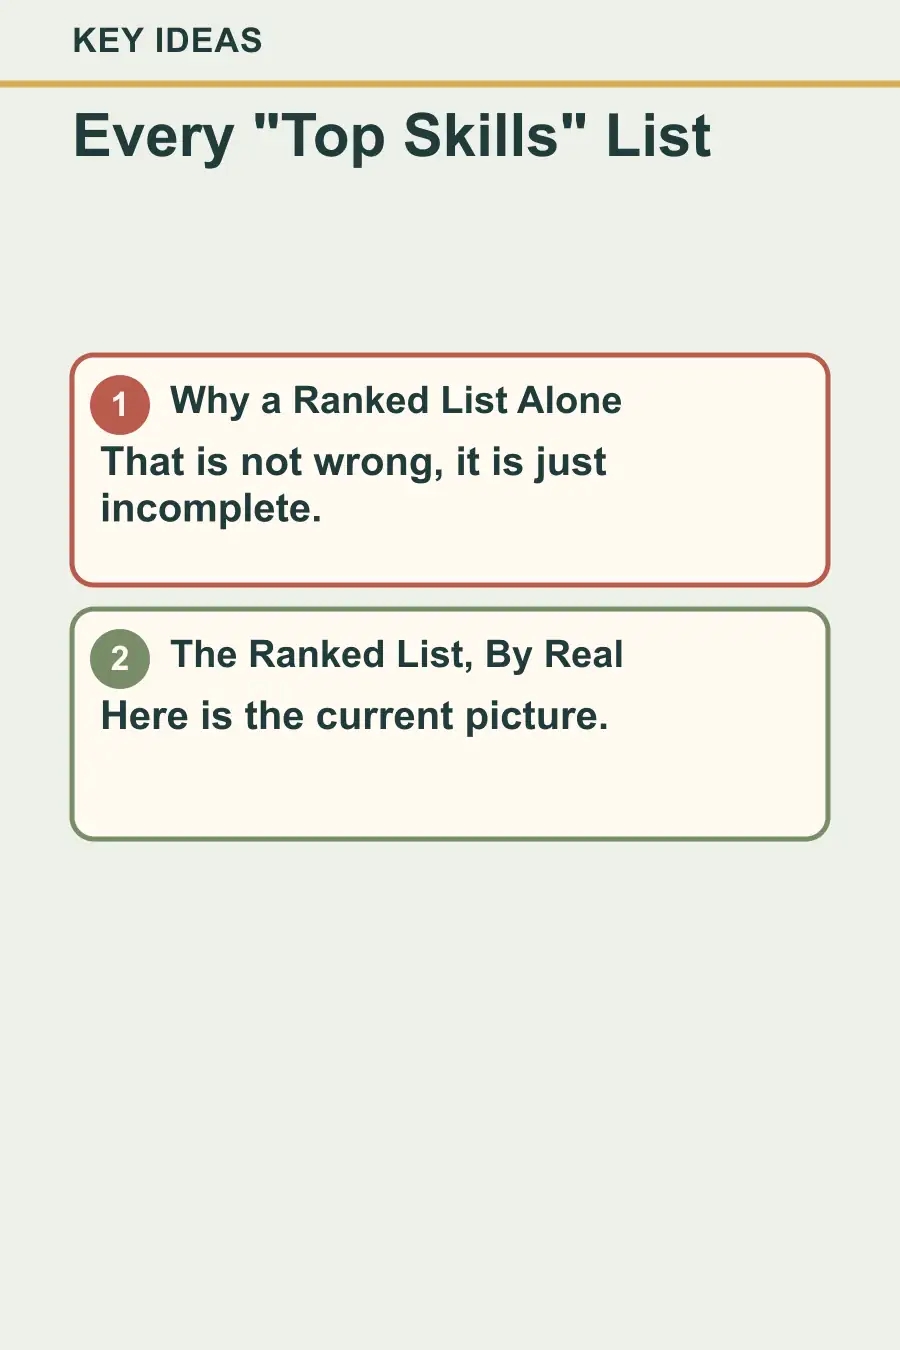 KEY IDEAS
Every "Top Skills" List
1 Why a Ranked List Alone
That is not wrong, it is just
incomplete.
2 The Ranked List, By Real
Here is the current picture.